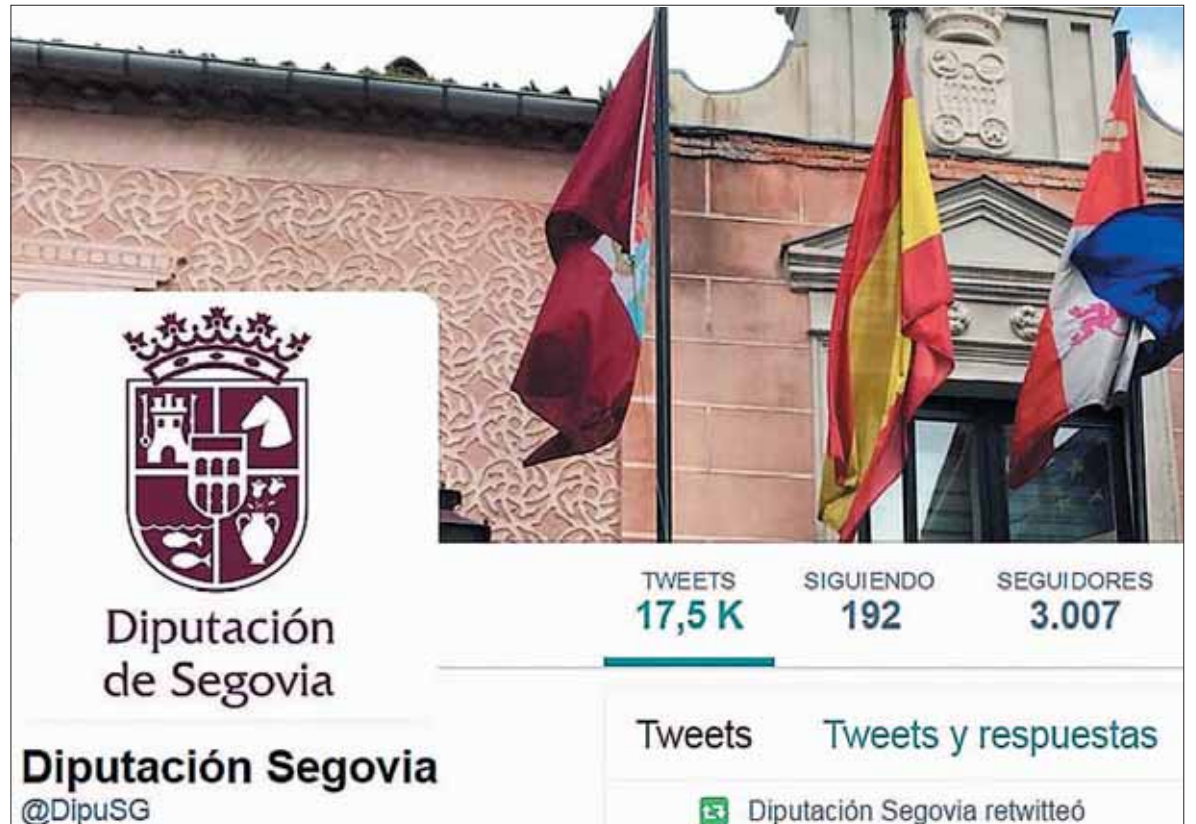 Diputación
de Segovia
Diputación Segovia
@DipuSG
TWEETS
17,5 K
SIGUIENDO
192
SEGUIDORES
3.007
Tweets
Tweets y respuestas
Diputación Segovia retwitteó